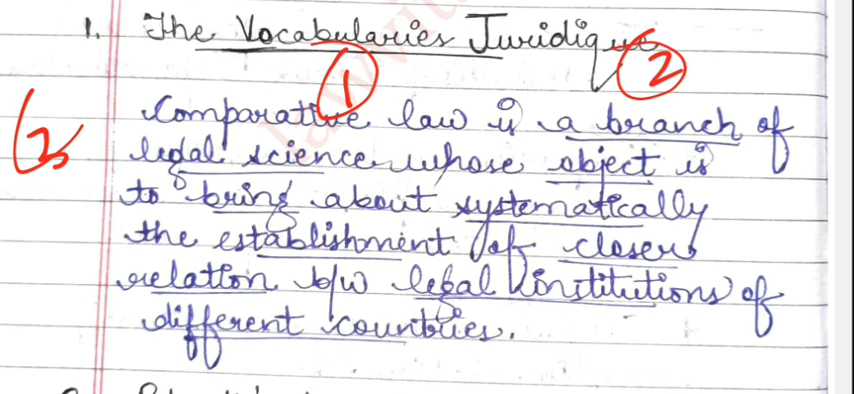 1. The Vocabularies Juridique
1 2
Comparative law is a branch of
legal science whose object is
to bring about systematically
the establishment of closer
relation b/w legal institutions of
different countries.